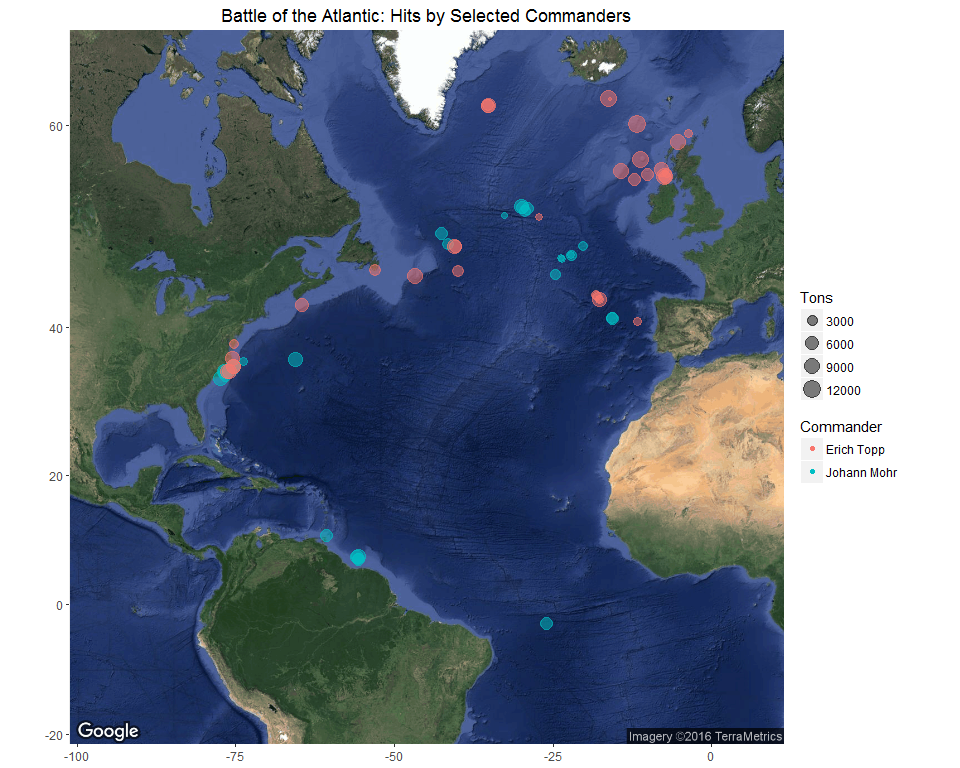 Battle of the Atlantic: Hits by Selected Commanders
60
40
20
0
-20
-100
-75
-50
-25
0
Google
Imagery ©2016 TerraMetrics
Tons
3000
6000
9000
12000
Commander
Erich Topp
Johann Mohr